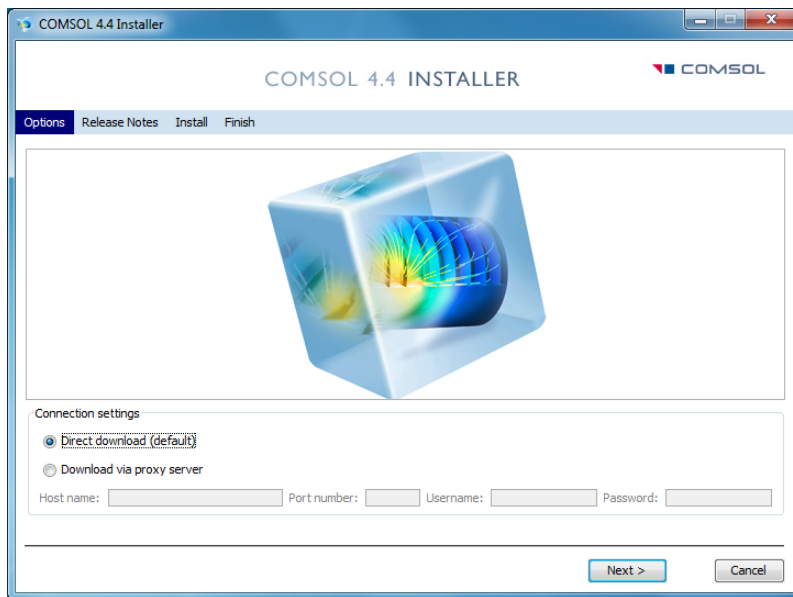 COMSOL 4.4 Installer
COMSOL 4.4 INSTALLER
COMSOL
Options Release Notes Install Finish
Connection settings
Direct download (default)
Download via proxy server
Host name: Port number: Username: Password:
Next > Cancel